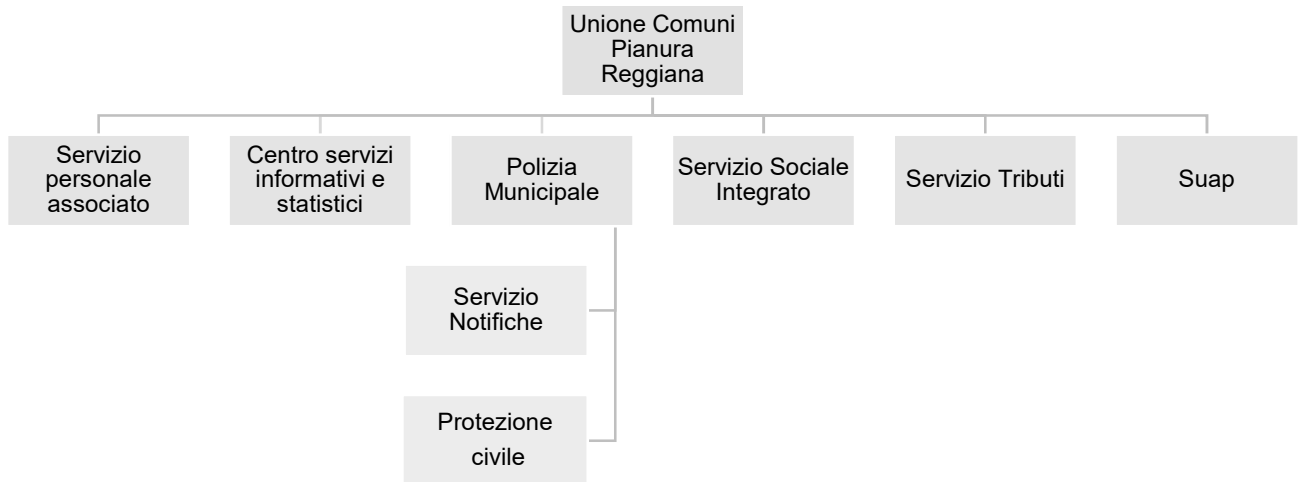 Unione Comuni
Pianura
Reggiana
Servizio
personale
associato
Centro servizi
informativi e
statistici
Polizia
Municipale
Servizio Sociale
Integrato
Servizio Tributi
Suap
Servizio
Notifiche
Protezione
civile